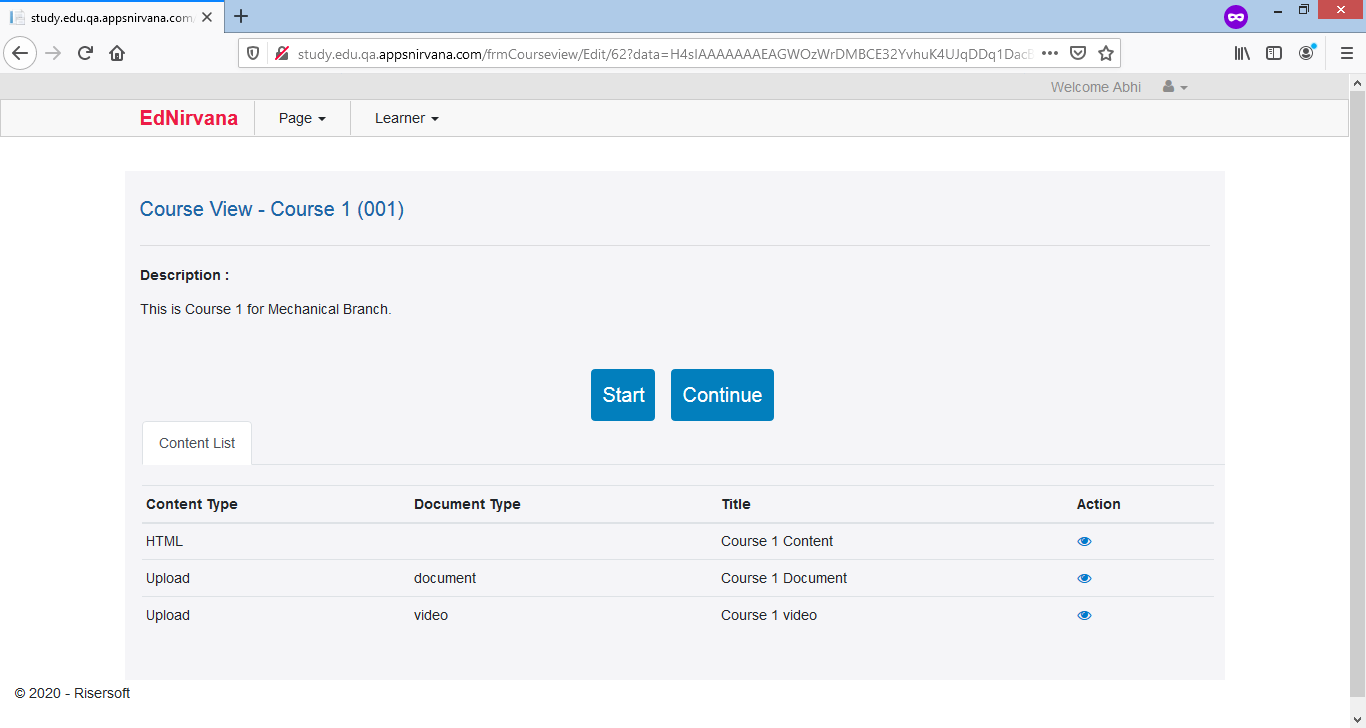 study.edu.qa.appsnirvana.com
study.edu.qa.appsnirvana.com/frmCourseview/Edit/62?data=
Welcome Abhi
EdNirvana Page Learner
Course View - Course 1 (001)
Description :
This is Course 1 for Mechanical Branch.
Start Continue
Content List
Content Type Document Type Title Action
HTML Course 1 Content
Upload document Course 1 Document
Upload video Course 1 video
© 2020 - Risersoft